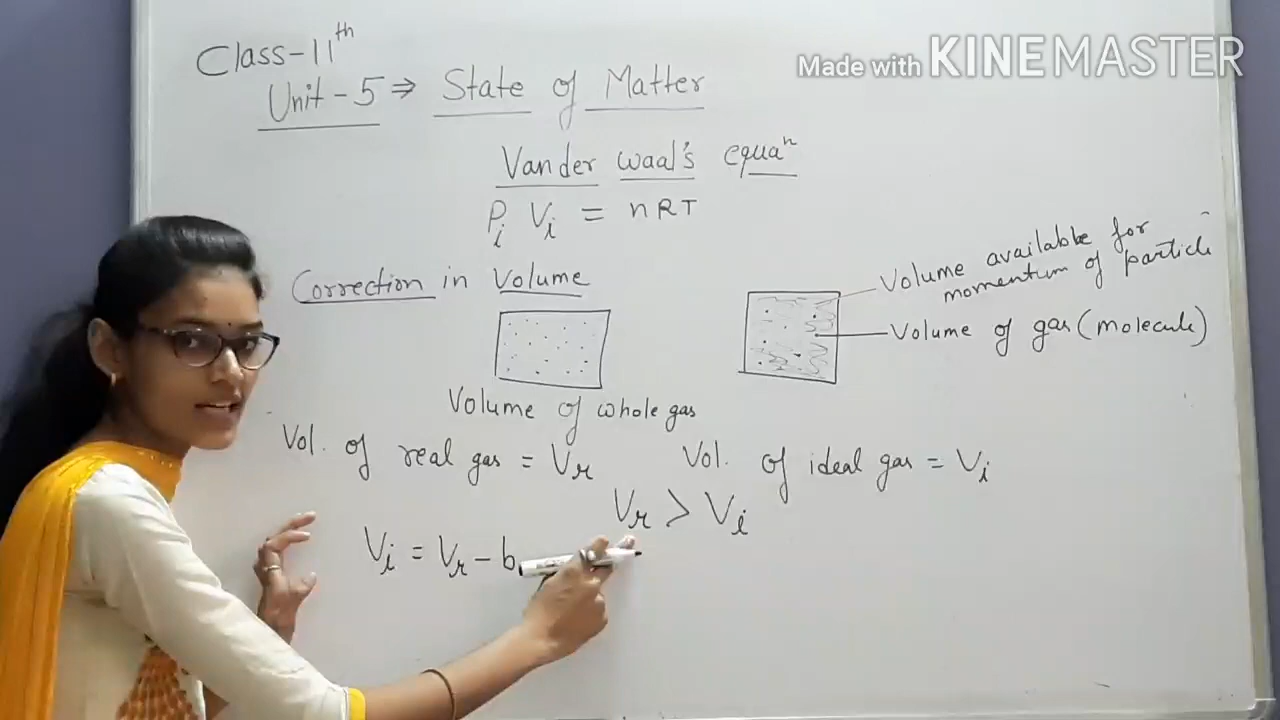 Class-11th
Made with KINEMASTER
Unit-5 ⇒ State of Matter
Vander waal's equaⁿ
Pi Vi = nRT
Correction in Volume
Volume available for
momentum of particle
Volume of gas (molecule)
Volume of whole gas
Vol. of real gas = Vr
Vol. of ideal gas = Vi
Vr > Vi
Vi = Vr - b